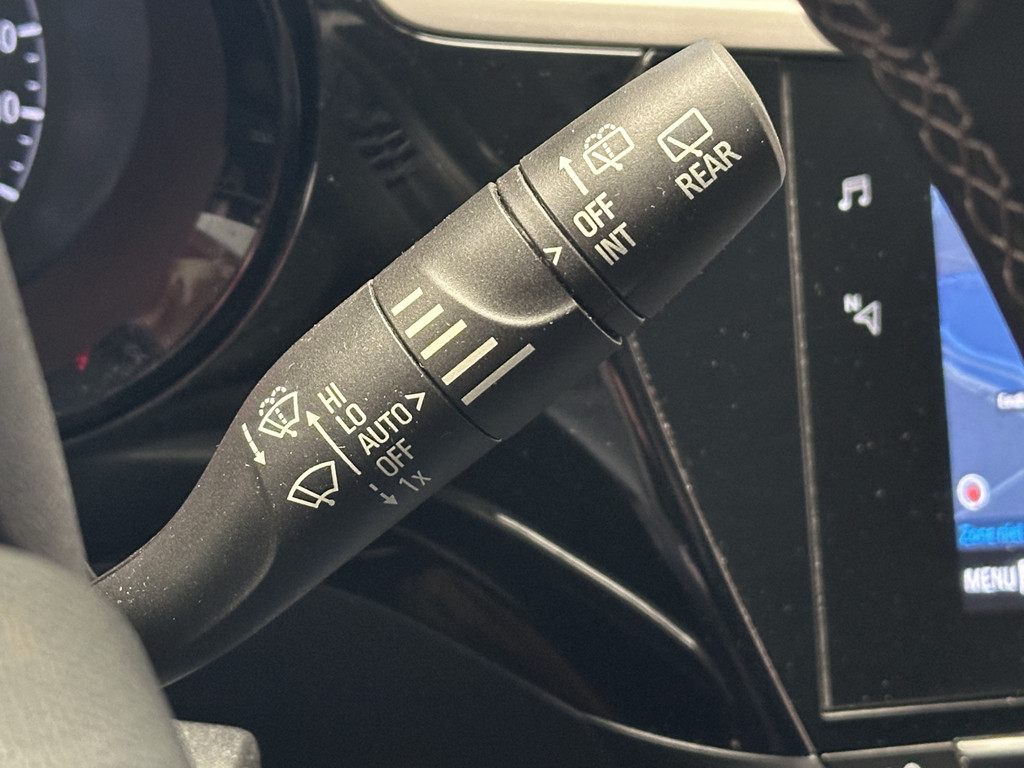 REAR
OFF
INT
HI
LO
AUTO
OFF
1x
N
MENU